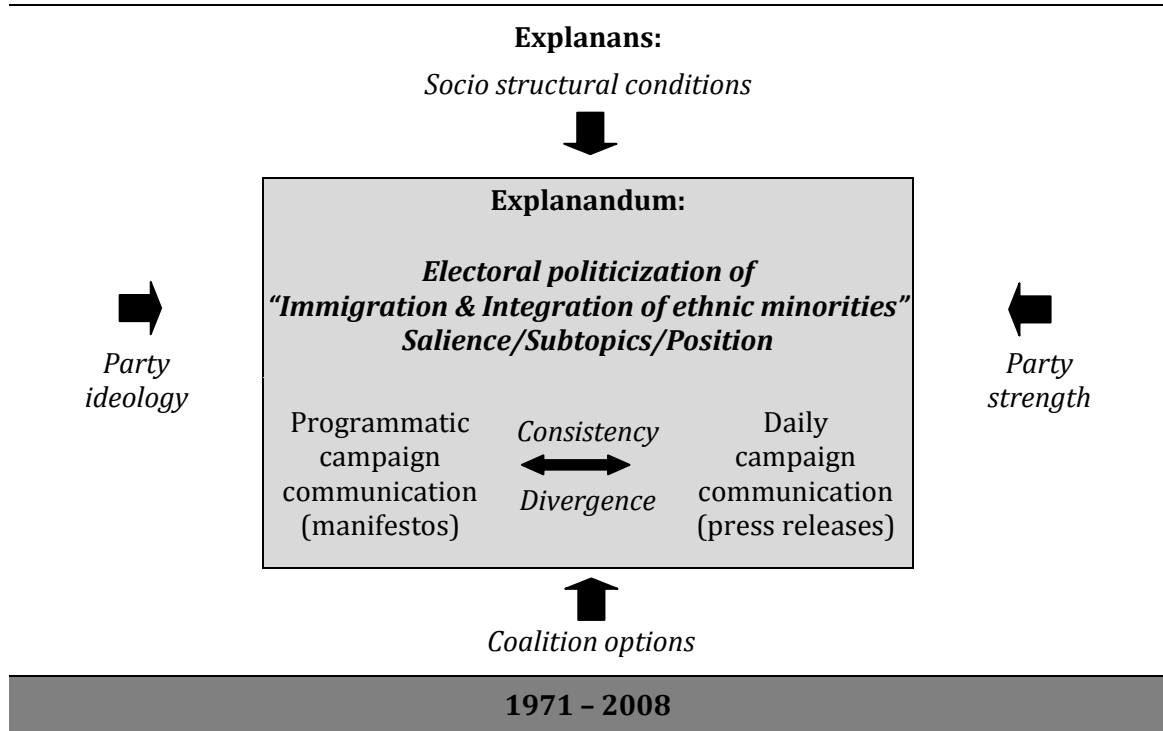 Explanans:
Socio structural conditions
Explanandum:
Electoral politicization of
“Immigration & Integration of ethnic minorities”
Salience/Subtopics/Position
Party
ideology
Party
strength
Programmatic
campaign
communication
(manifestos)
Consistency
Divergence
Daily
campaign
communication
(press releases)
Coalition options
1971 – 2008